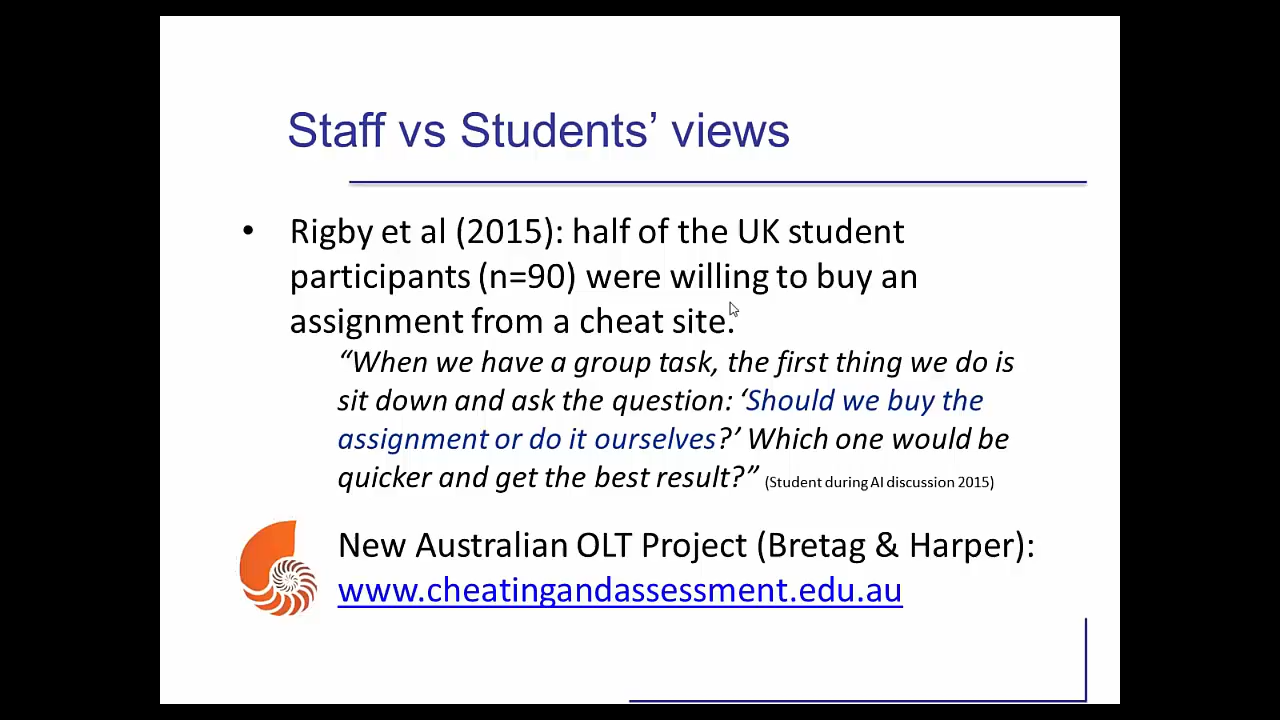 Staff vs Students’ views
• Rigby et al (2015): half of the UK student
participants (n=90) were willing to buy an
assignment from a cheat site.
“When we have a group task, the first thing we do is
sit down and ask the question: ‘Should we buy the
assignment or do it ourselves?’ Which one would be
quicker and get the best result?” (Student during AI discussion 2015)
New Australian OLT Project (Bretag & Harper):
www.cheatingandassessment.edu.au